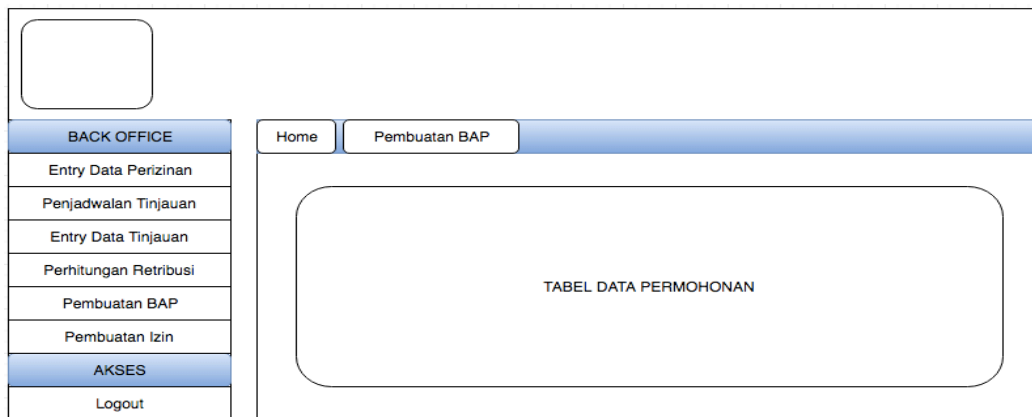 BACK OFFICE
Entry Data Perizinan
Penjadwalan Tinjauan
Entry Data Tinjauan
Perhitungan Retribusi
Pembuatan BAP
Pembuatan Izin
AKSES
Logout
Home
Pembuatan BAP
TABEL DATA PERMOHONAN